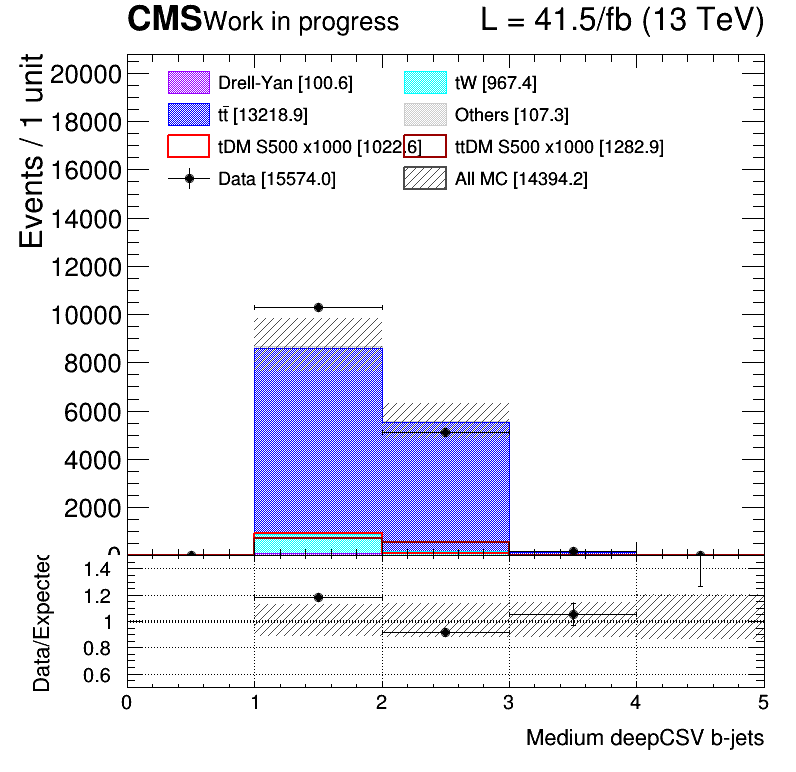 CMS Work in progress L = 41.5/fb (13 TeV)
Events / 1 unit
20000
18000
16000
14000
12000
10000
8000
6000
4000
2000
0
Drell-Yan [100.6] tW [967.4]
tt̄ [13218.9] Others [107.3]
tDM S500 x1000 [1022.6] ttDM S500 x1000 [1282.9]
Data [15574.0] All MC [14394.2]
Data/Expected
1.4
1.2
1
0.8
0.6
0 1 2 3 4 5
Medium deepCSV b-jets